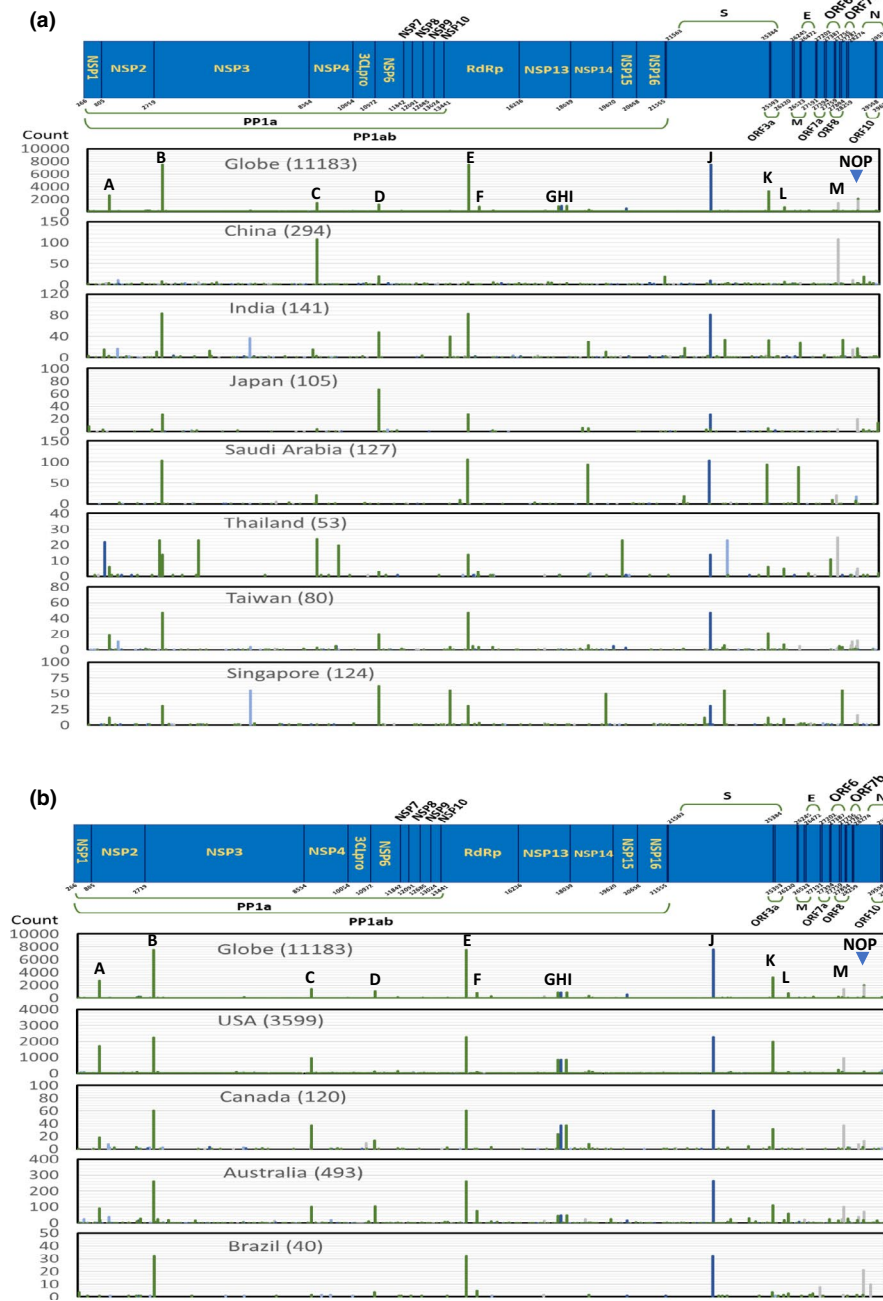 (a)
S
E
ORF6
ORF7
N
NSP7
NSP8
NSP9
NSP10
NSP1
NSP2
NSP3
NSP4
3CLpro
NSP6
RdRp
NSP13
NSP14
NSP15
NSP16
21563
25384
266
805
2719
8554
10054
10972
11842
12091
12685
13024
13441
16236
18039
19620
20658
21555
PP1a
PP1ab
ORF3a
M
ORF7a
ORF8
ORF10
Count
10000
8000
6000
4000
2000
0
Globe (11183)
A B C D E F GHI J K L M NOP
150
100
50
0
China (294)
120
80
40
0
India (141)
100
80
60
40
20
0
Japan (105)
150
100
50
0
Saudi Arabia (127)
40
30
20
10
0
Thailand (53)
80
60
40
20
0
Taiwan (80)
100
75
50
25
0
Singapore (124)
(b)
S
E
ORF6
ORF7b
N
NSP7
NSP8
NSP9
NSP10
NSP1
NSP2
NSP3
NSP4
3CLpro
NSP6
RdRp
NSP13
NSP14
NSP15
NSP16
21563
25384
266
805
2719
8554
10054
10972
11842
12091
12685
13024
13441
16236
18039
19620
20658
21555
PP1a
PP1ab
ORF3a
M
ORF7a
ORF8
ORF10
Count
10000
8000
6000
4000
2000
0
Globe (11183)
A B C D E F GHI J K L M NOP
4000
3000
2000
1000
0
USA (3599)
100
80
60
40
20
0
Canada (120)
400
300
200
100
0
Australia (493)
50
40
30
20
10
0
Brazil (40)